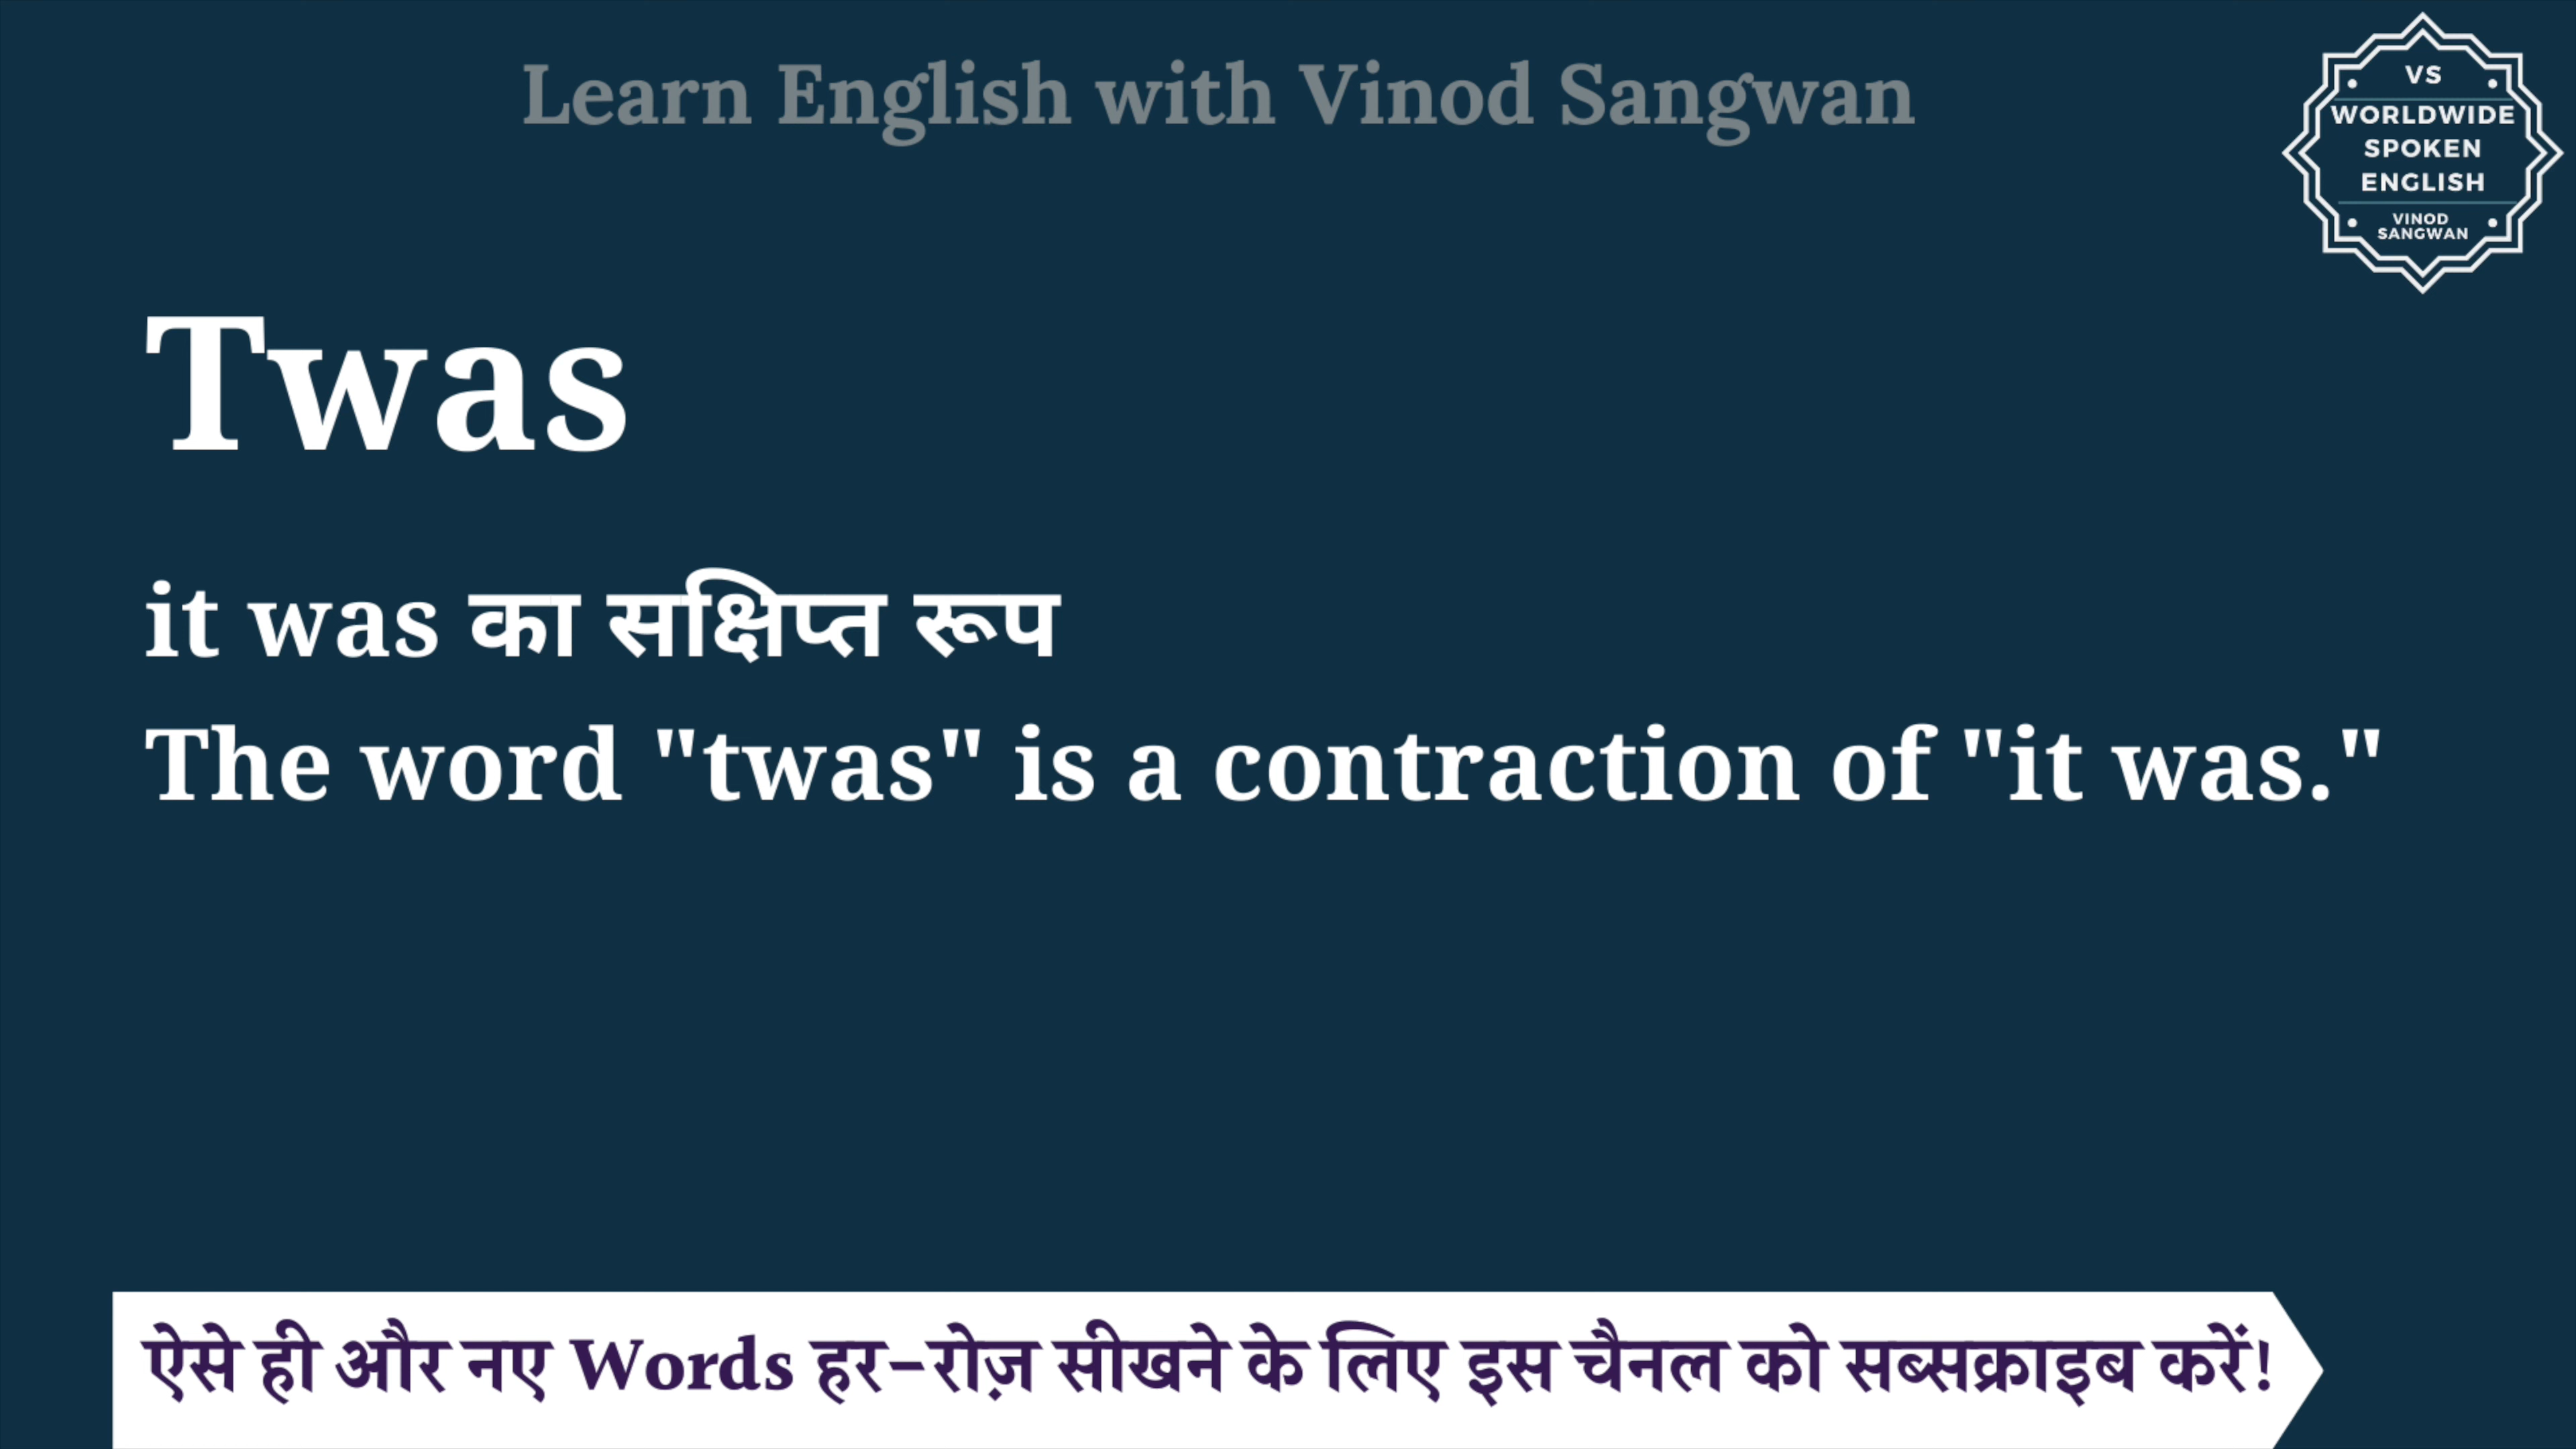 Learn English with Vinod Sangwan
VS
WORLDWIDE
SPOKEN
ENGLISH
VINOD
SANGWAN
Twas
it was का सक्षिप्त रूप
The word "twas" is a contraction of "it was."
ऐसे ही और नए Words हर-रोज़ सीखने के लिए इस चैनल को सब्सक्राइब करें!